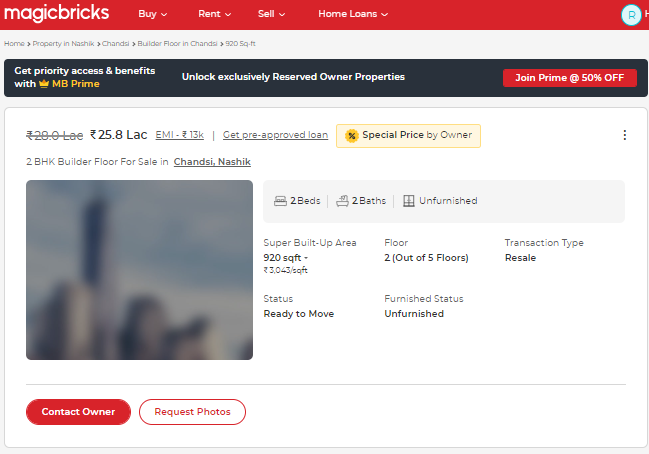 magicbricks Buy Rent Sell Home Loans R H
Home > Property in Nashik > Chandsi > Builder Floor in Chandsi > 920 Sq-ft
Get priority access & benefits
with MB Prime
Unlock exclusively Reserved Owner Properties
Join Prime @ 50% OFF
₹28.0 Lac ₹25.8 Lac EMI - ₹ 13k | Get pre-approved loan % Special Price by Owner
2 BHK Builder Floor For Sale in Chandsi, Nashik
2 Beds 2 Baths Unfurnished
Super Built-Up Area Floor Transaction Type
920 sqft 2 (Out of 5 Floors) Resale
₹3,043/sqft
Status Furnished Status
Ready to Move Unfurnished
Contact Owner Request Photos